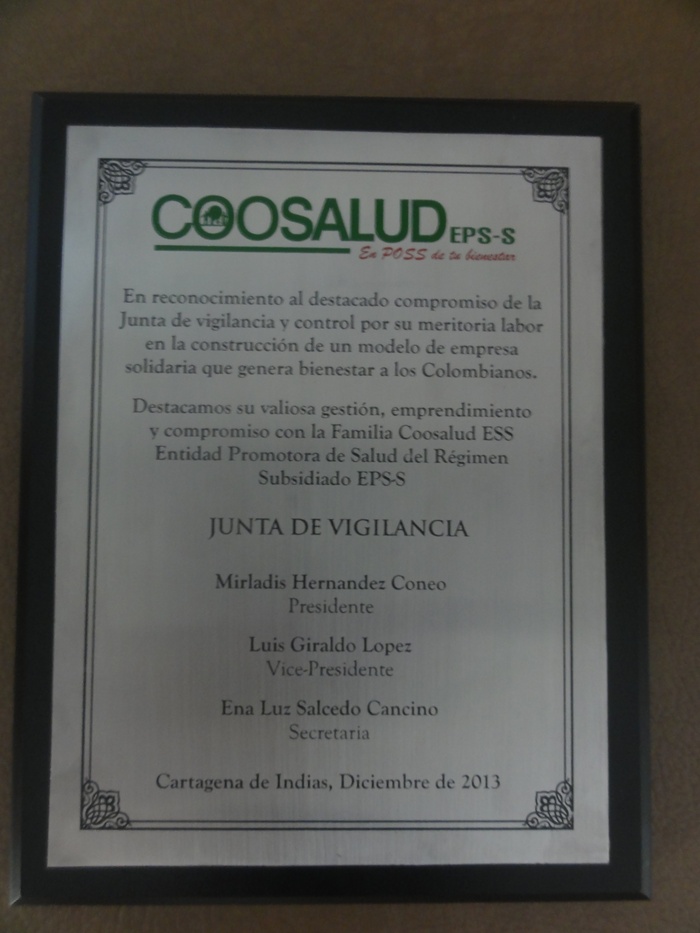 COOSALUD EPS-S
En POSS de tu bienestar
En reconocimiento al destacado compromiso de la
Junta de vigilancia y control por su meritoria labor
en la construcción de un modelo de empresa
solidaria que genera bienestar a los Colombianos.
Destacamos su valiosa gestión, emprendimiento
y compromiso con la Familia Coosalud ESS
Entidad Promotora de Salud del Régimen
Subsidiado EPS-S
JUNTA DE VIGILANCIA
Mirladis Hernandez Coneo
Presidente
Luis Giraldo Lopez
Vice-Presidente
Ena Luz Salcedo Cancino
Secretaria
Cartagena de Indias, Diciembre de 2013